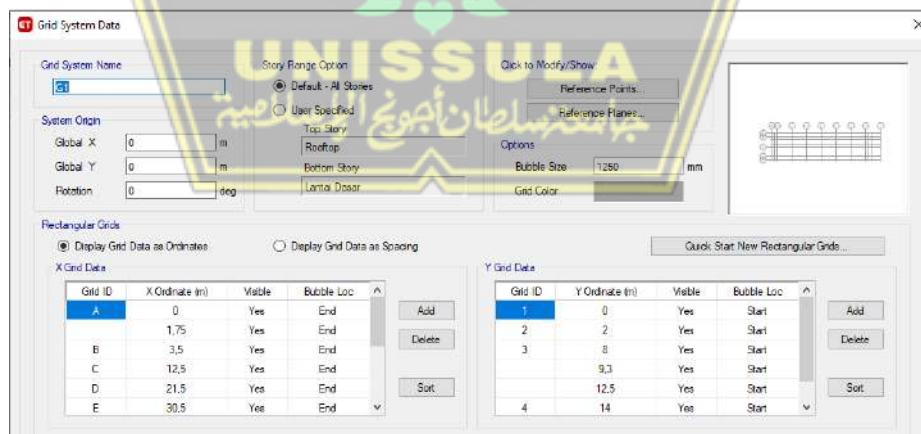 ET Grid System Data
Grid System Name
G1
System Origin
Global X 0 m
Global Y 0 m
Rotation 0 deg
Story Range Option
Default - All Stories
User Specified
Top Story
Rooftop
Bottom Story
Lantai Dasar
Click to Modify/Show:
Reference Points...
Reference Planes...
Options
Bubble Size 1250 mm
Grid Color
UNISSULA
جامعتنسلطان أجونج الإسلامية
Rectangular Grids
Display Grid Data as Ordinates
Display Grid Data as Spacing
Quick Start New Rectangular Grids...
X Grid Data
Grid ID X Ordinate (m) Visible Bubble Loc
A 0 Yes End
1,75 Yes End
B 3,5 Yes End
C 12,5 Yes End
D 21,5 Yes End
E 30,5 Yes End
Add
Delete
Sort
Y Grid Data
Grid ID Y Ordinate (m) Visible Bubble Loc
1 0 Yes Start
2 2 Yes Start
3 8 Yes Start
9,3 Yes Start
12,5 Yes Start
4 14 Yes Start
Add
Delete
Sort